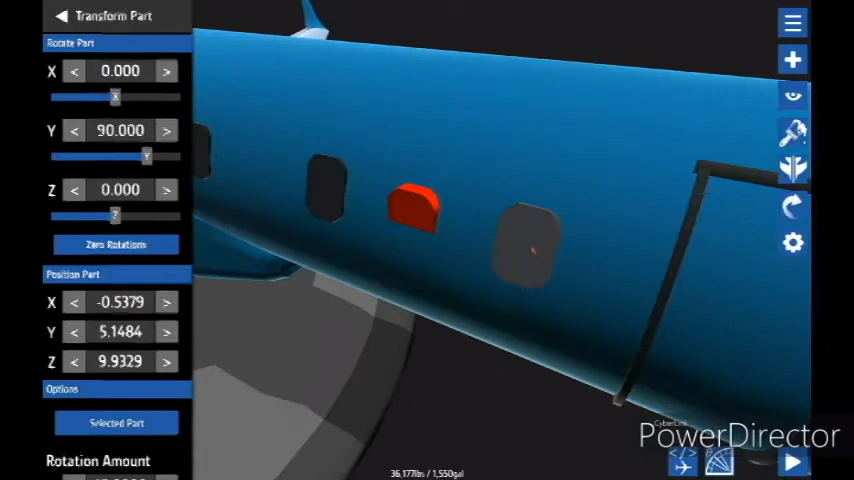 Transform Part
Rotate Part
X < 0.000 >
X
Y < 90.000 >
Y
Z < 0.000 >
Z
Zero Rotations
Position Part
X < -0.5379 >
Y < 5.1484 >
Z < 9.9329 >
Options
Selected Part
Rotation Amount
36,177lbs / 1,550gal
CyberLink
PowerDirector